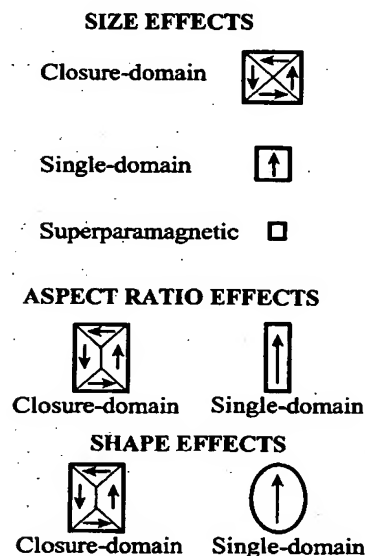 SIZE EFFECTS
Closure-domain
Single-domain
Superparamagnetic
ASPECT RATIO EFFECTS
Closure-domain Single-domain
SHAPE EFFECTS
Closure-domain Single-domain